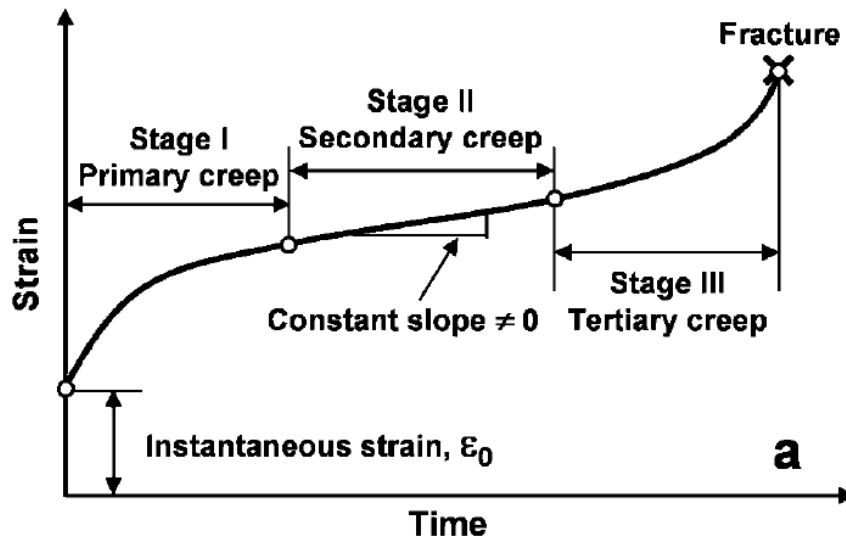 Fracture
Stage II
Secondary creep
Stage I
Primary creep
Strain
Constant slope ≠ 0
Stage III
Tertiary creep
Instantaneous strain, ε₀
a
Time